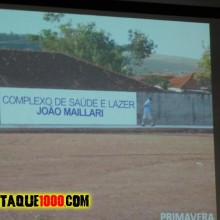 COMPLEXO DE SAÚDE E LAZER
JOÃO MAILLARI
TAQUE1000.COM
PRIMAVERA